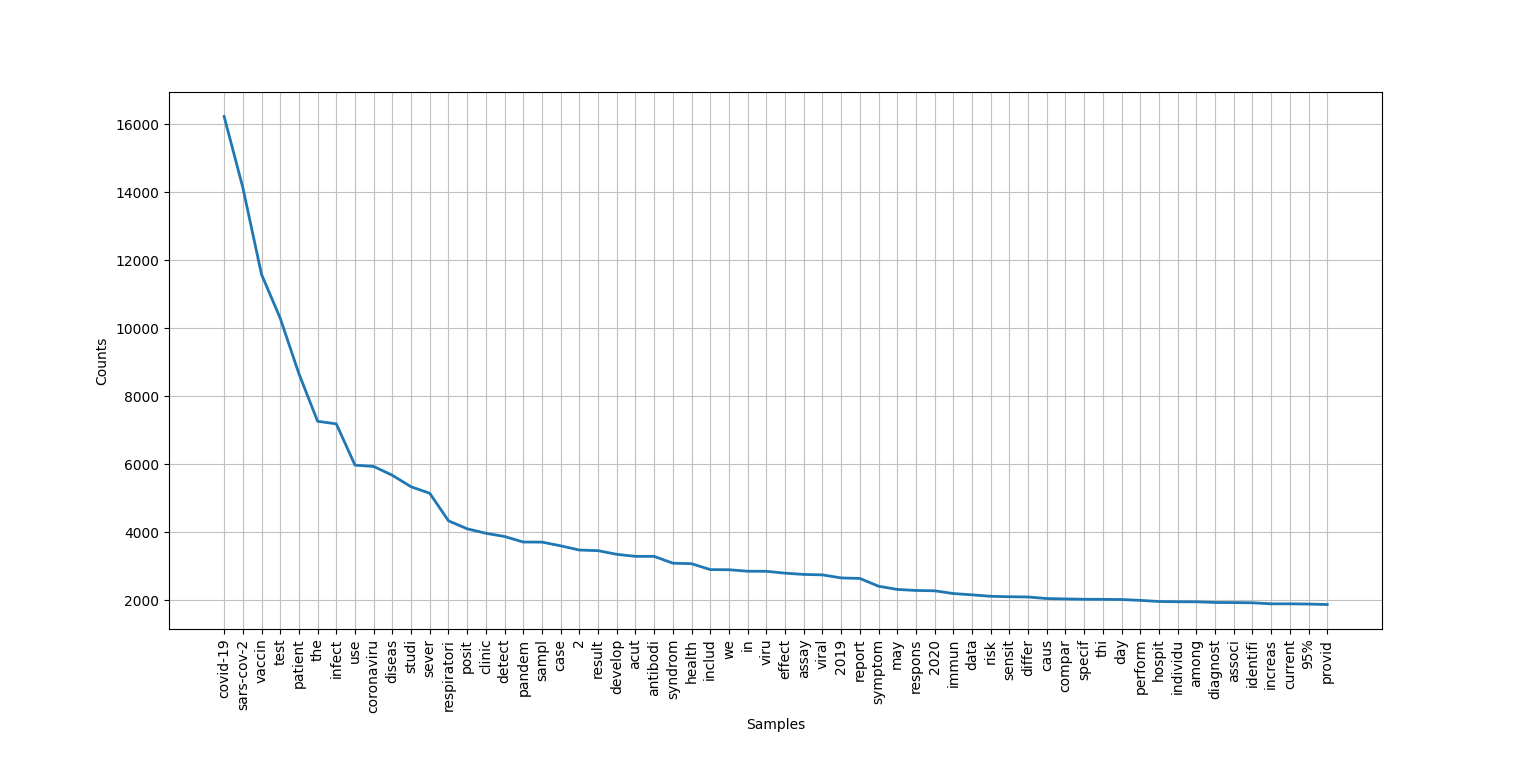 16000
14000
12000
10000
8000
6000
4000
2000
Counts
covid-19
sars-cov-2
vaccin
test
patient
the
infect
use
coronaviru
diseas
studi
sever
respiratori
posit
clinic
detect
pandem
sampl
case
2
result
develop
acut
antibodi
syndrom
health
includ
we
in
viru
effect
assay
viral
2019
report
symptom
may
respons
2020
immun
data
risk
sensit
differ
caus
compar
specif
thi
day
perform
hospit
individu
among
diagnost
associ
identifi
increas
current
95%
provid
Samples